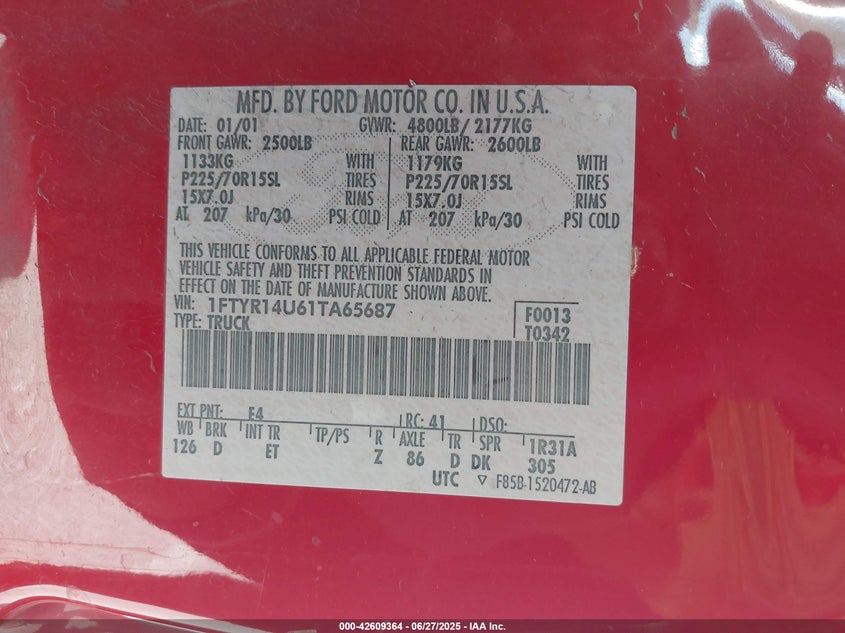 MFD. BY FORD MOTOR CO. IN U.S.A.
DATE: 01/01 GVWR: 4800LB/ 2177KG
FRONT GAWR: 2500LB REAR GAWR: 2600LB
1133KG WITH 1179KG WITH
P225/70R15SL TIRES P225/70R15SL TIRES
15X7.0J RIMS 15X7.0J RIMS
AT 207 kPa/30 PSI COLD AT 207 kPa/30 PSI COLD
THIS VEHICLE CONFORMS TO ALL APPLICABLE FEDERAL MOTOR
VEHICLE SAFETY AND THEFT PREVENTION STANDARDS IN
EFFECT ON THE DATE OF MANUFACTURE SHOWN ABOVE.
VIN: 1FTYR14U61TA65687 F0013
TYPE: TRUCK T0342
EXT PNT: E4 RC: 41 DSO:
WB BRK INT TR TP/PS R AXLE TR SPR 1R31A
126 D ET Z 86 D DK 305
UTC ▽ F85B-1520472-AB
000-42609364 | 06/27/2025 | IAA Inc.